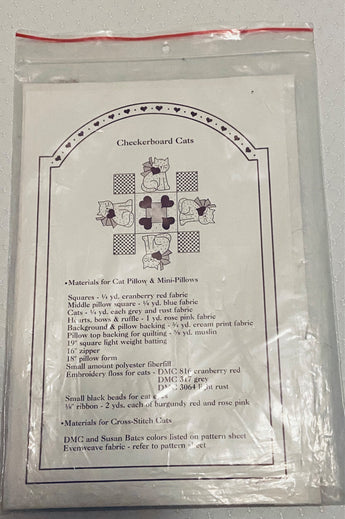 Checkerboard Cats
•Materials for Cat Pillow & Mini-Pillows
Squares - ¼ yd. cranberry red fabric
Middle pillow square - ¼ yd. blue fabric
Cats - ¼ yd. each grey and rust fabric
Hearts, bows & ruffle - 1 yd. rose pink fabric
Background & pillow backing - ¾ yd. cream print fabric
Pillow top backing for quilting - ⅝ yd. muslin
19" square light weight batting
16" zipper
18" pillow form
Small amount polyester fiberfill
Embroidery floss for cats - DMC 816 cranberry red
DMC 317 grey
DMC 3064 light rust
Small black beads for cat eyes
ribbon - 2 yds. each of burgundy red and rose pink
•Materials for Cross-Stitch Cats
DMC and Susan Bates colors listed on pattern sheet
Evenweave fabric - refer to pattern sheet